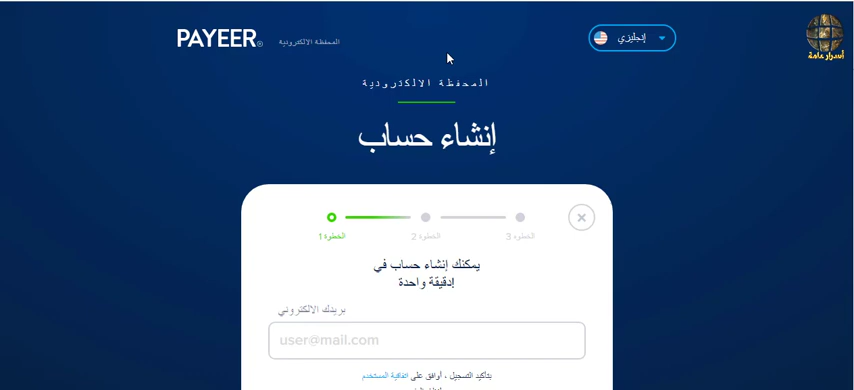 PAYEER®
المحفظة الالكترونية
إنجليزي
أسرار عامة
المحفظة الالكترونية
إنشاء حساب
الخطوة 1
الخطوة 2
الخطوة 3
يمكنك إنشاء حساب في
دقيقة واحدة!
بريدك الالكتروني
user@mail.com
بتأكيد التسجيل ، أوافق على اتفاقية المستخدم